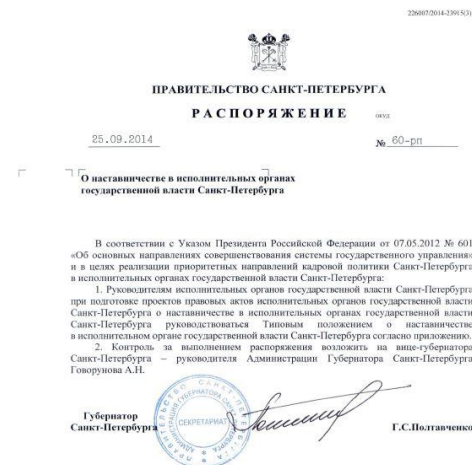 226007/2014-23915(3)
ПРАВИТЕЛЬСТВО САНКТ-ПЕТЕРБУРГА
РАСПОРЯЖЕНИЕ окуд
25.09.2014 № 60-рп
О наставничестве в исполнительных органах
государственной власти Санкт-Петербурга
В соответствии с Указом Президента Российской Федерации от 07.05.2012 № 601
«Об основных направлениях совершенствования системы государственного управления»
и в целях реализации приоритетных направлений кадровой политики Санкт-Петербурга
в исполнительных органах государственной власти Санкт-Петербурга:
1. Руководителям исполнительных органов государственной власти Санкт-Петербурга
при подготовке проектов правовых актов исполнительных органов государственной власти
Санкт-Петербурга о наставничестве в исполнительных органах государственной власти
Санкт-Петербурга руководствоваться Типовым положением о наставничестве
в исполнительном органе государственной власти Санкт-Петербурга согласно приложению.
2. Контроль за выполнением распоряжения возложить на вице-губернатора
Санкт-Петербурга – руководителя Администрации Губернатора Санкт-Петербурга
Говорунова А.Н.
СЕКРЕТАРИАТ
Губернатор
Санкт-Петербурга Г.С.Полтавченко